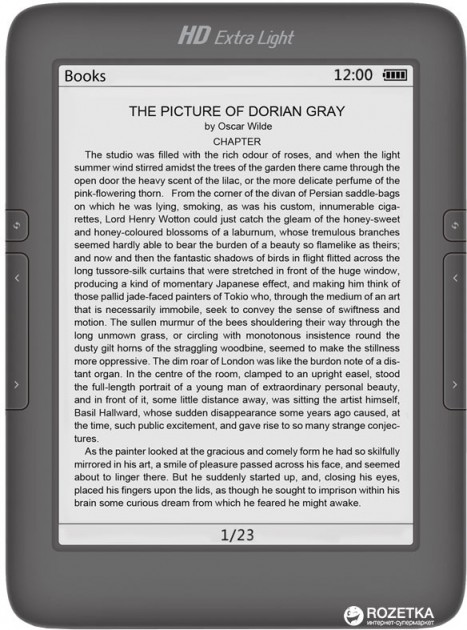 HD Extra Light
Books 12:00
THE PICTURE OF DORIAN GRAY
by Oscar Wilde
CHAPTER
The studio was filled with the rich odour of roses, and when the light
summer wind stirred amidst the trees of the garden there came through the
open door the heavy scent of the lilac, or the more delicate perfume of the
pink-flowering thorn. From the corner of the divan of Persian saddle-bags
on which he was lying, smoking, as was his custom, innumerable ciga-
rettes, Lord Henry Wotton could just catch the gleam of the honey-sweet
and honey-coloured blossoms of a laburnum, whose tremulous branches
seemed hardly able to bear the burden of a beauty so flamelike as theirs;
and now and then the fantastic shadows of birds in flight flitted across the
long tussore-silk curtains that were stretched in front of the huge window,
producing a kind of momentary Japanese effect, and making him think of
those pallid jade-faced painters of Tokio who, through the medium of an art
that is necessarily immobile, seek to convey the sense of swiftness and
motion. The sullen murmur of the bees shouldering their way through the
long unmown grass, or circling with monotonous insistence round the
dusty gilt horns of the straggling woodbine, seemed to make the stillness
more oppressive. The dim roar of London was like the burdon note of a dis-
tant organ. In the centre of the room, clamped to an upright easel, stood
the full-length portrait of a young man of extraordinary personal beauty,
and in front of it, some little distance away, was sitting the artist himself,
Basil Hallward, whose sudden disappearance some years ago caused, at
the time, such public excitement, and gave rise to so many strange conjec-
tures.
As the painter looked at the gracious and comely form he had so skilfully
mirrored in his art, a smile of pleasure passed across his face, and seemed
about to linger there. But he suddenly started up, and, closing his eyes,
placed his fingers upon the lids, as though he sought to imprison within his
brain some curious dream from which he feared he might awake.
1/23
ROZETKA
интернет-супермаркет